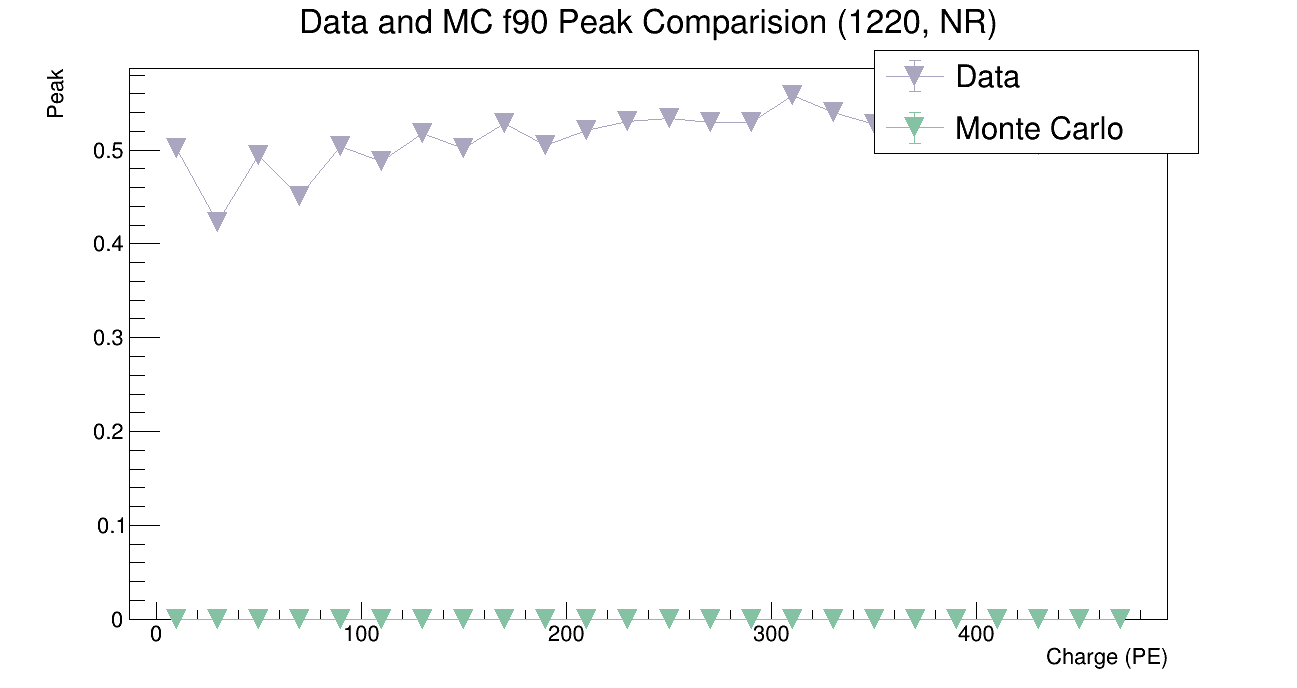 Data and MC f90 Peak Comparision (1220, NR)
Peak
Data
Monte Carlo
0.5
0.4
0.3
0.2
0.1
0
0 100 200 300 400
Charge (PE)